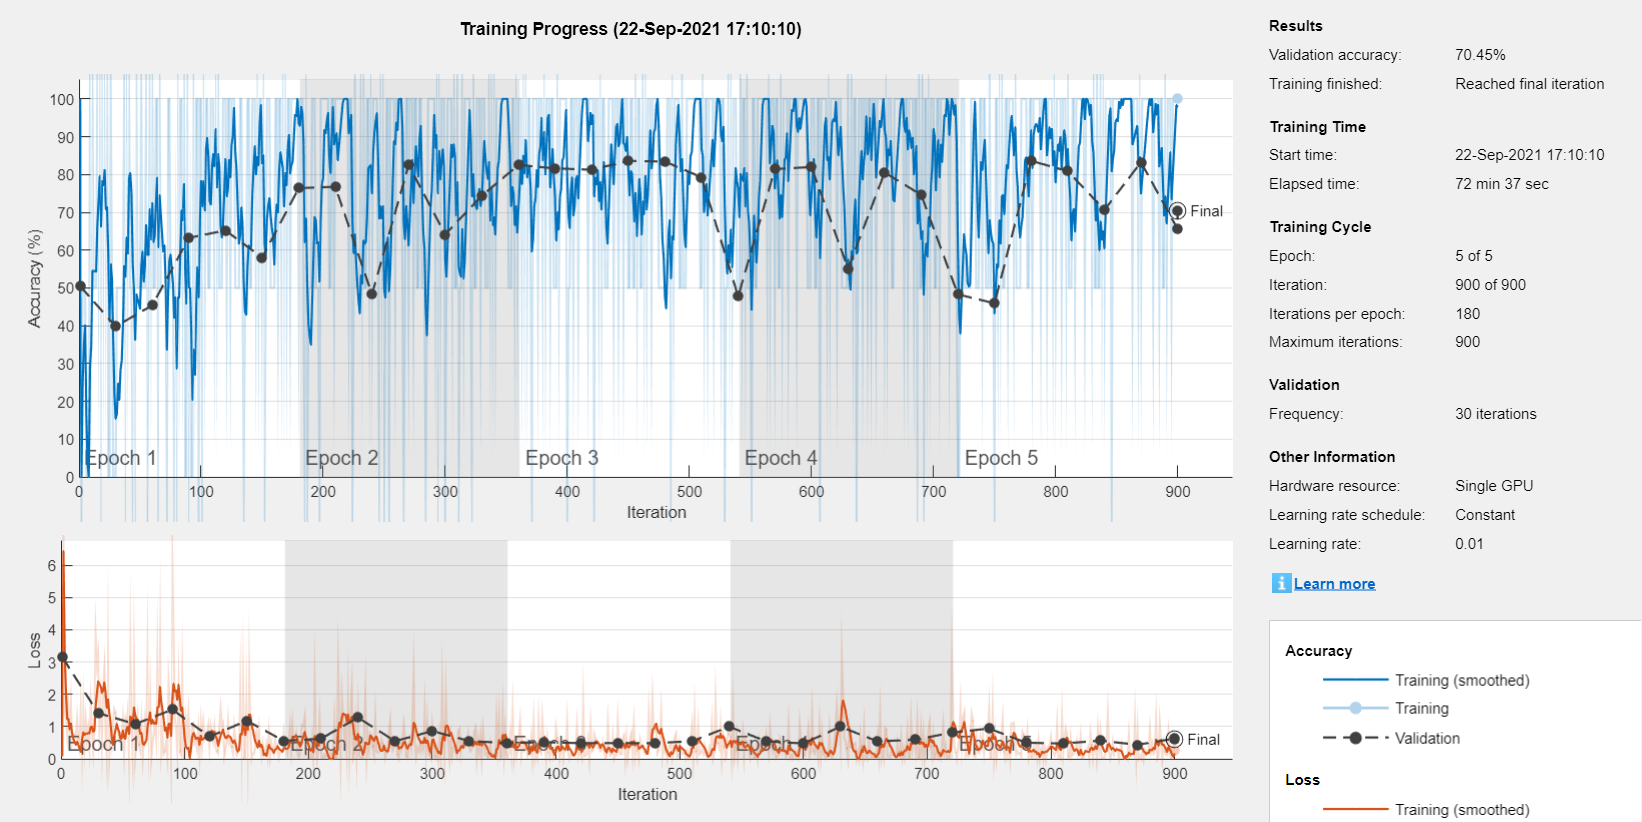 Training Progress (22-Sep-2021 17:10:10)
Accuracy (%)
100
90
80
70
60
50
40
30
20
10
0
Epoch 1
Epoch 2
Epoch 3
Epoch 4
Epoch 5
Final
0 100 200 300 400 500 600 700 800 900
Iteration
Loss
6
5
4
3
2
1
0
Epoch 1
Epoch 2
Epoch 3
Epoch 4
Epoch 5
Final
0 100 200 300 400 500 600 700 800 900
Iteration
Results
Validation accuracy: 70.45%
Training finished: Reached final iteration
Training Time
Start time: 22-Sep-2021 17:10:10
Elapsed time: 72 min 37 sec
Training Cycle
Epoch: 5 of 5
Iteration: 900 of 900
Iterations per epoch: 180
Maximum iterations: 900
Validation
Frequency: 30 iterations
Other Information
Hardware resource: Single GPU
Learning rate schedule: Constant
Learning rate: 0.01
i Learn more
Accuracy
Training (smoothed)
Training
Validation
Loss
Training (smoothed)